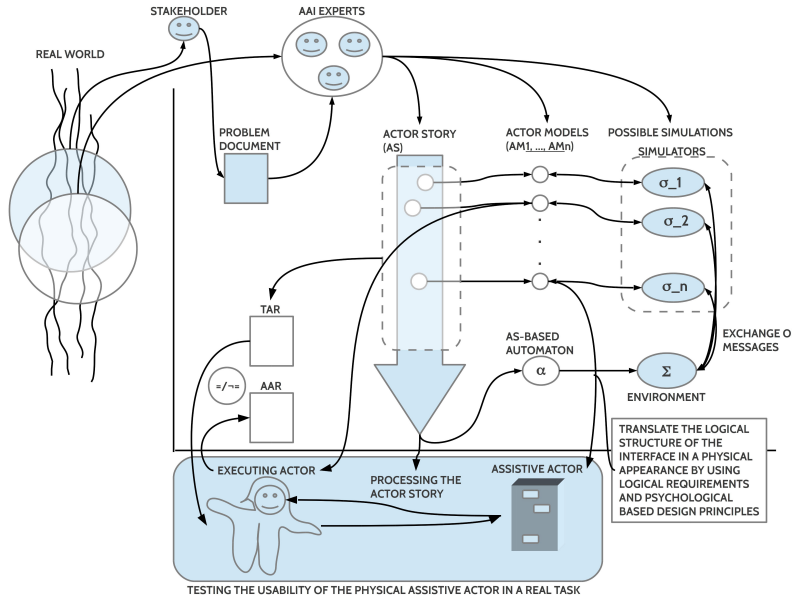 STAKEHOLDER
AAI EXPERTS
REAL WORLD
PROBLEM
DOCUMENT
ACTOR STORY
(AS)
ACTOR MODELS
(AM1, ..., AMn)
POSSIBLE SIMULATIONS
SIMULATORS
σ_1
σ_2
.
.
.
σ_n
TAR
=/¬=
AAR
AS-BASED
AUTOMATON
α
Σ
ENVIRONMENT
EXCHANGE O
MESSAGES
TRANSLATE THE LOGICAL
STRUCTURE OF THE
INTERFACE IN A PHYSICAL
APPEARANCE BY USING
LOGICAL REQUIREMENTS
AND PSYCHOLOGICAL
BASED DESIGN PRINCIPLES
EXECUTING ACTOR
PROCESSING THE
ACTOR STORY
ASSISTIVE ACTOR
TESTING THE USABILITY OF THE PHYSICAL ASSISTIVE ACTOR IN A REAL TASK